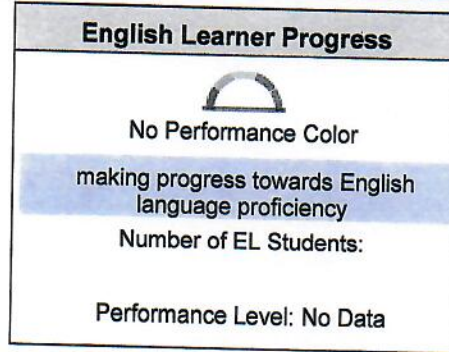 English Learner Progress
No Performance Color
making progress towards English
language proficiency
Number of EL Students:
Performance Level: No Data